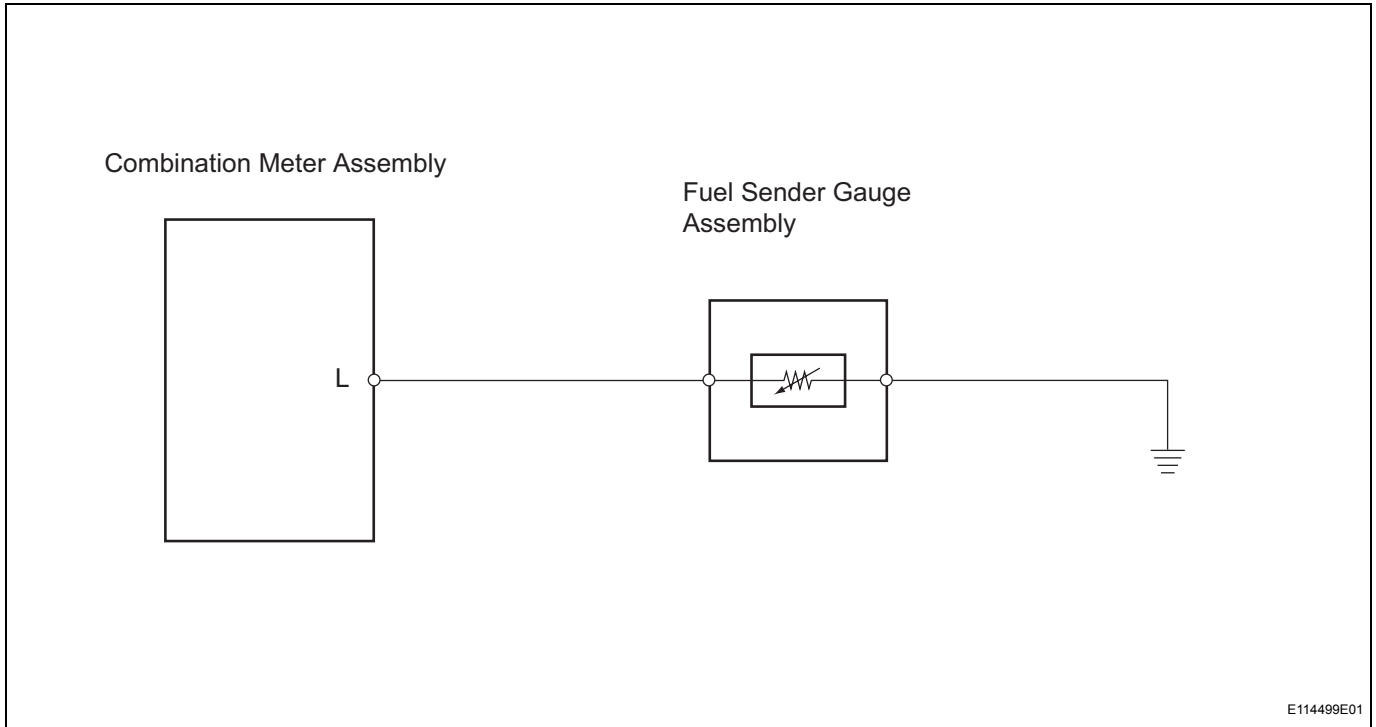 Combination Meter Assembly
Fuel Sender Gauge
Assembly
L
E114499E01